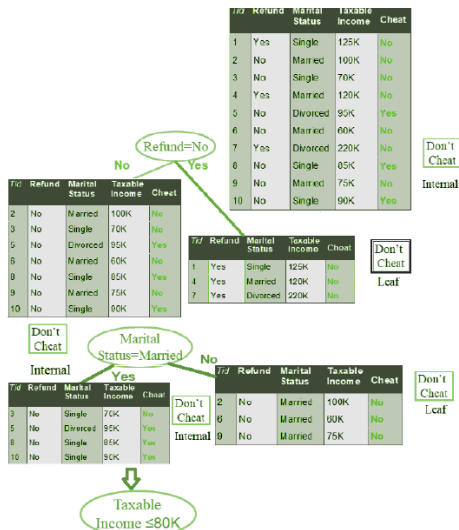 Tid Refund Marital Status Taxable Income Cheat
1 Yes Single 125K No
2 No Married 100K No
3 No Single 70K No
4 Yes Married 120K No
5 No Divorced 95K Yes
6 No Married 60K No
7 Yes Divorced 220K No
8 No Single 85K Yes
9 No Married 75K No
10 No Single 90K Yes
Don't
Cheat
Internal
Refund=No
No Yes
Tid Refund Marital Status Taxable Income Cheat
2 No Married 100K No
3 No Single 70K No
5 No Divorced 95K Yes
6 No Married 60K No
8 No Single 85K Yes
9 No Married 75K No
10 No Single 90K Yes
Tid Refund Marital Status Taxable Income Cheat
1 Yes Single 125K No
4 Yes Married 120K No
7 Yes Divorced 220K No
Don't
Cheat
Leaf
Don't
Cheat
Internal
Marital
Status=Married
Yes No
Tid Refund Marital Status Taxable Income Cheat
3 No Single 70K No
5 No Divorced 95K Yes
8 No Single 85K Yes
10 No Single 90K Yes
Don't
Cheat
Internal
Tid Refund Marital Status Taxable Income Cheat
2 No Married 100K No
6 No Married 60K No
9 No Married 75K No
Don't
Cheat
Leaf
Taxable
Income ≤80K